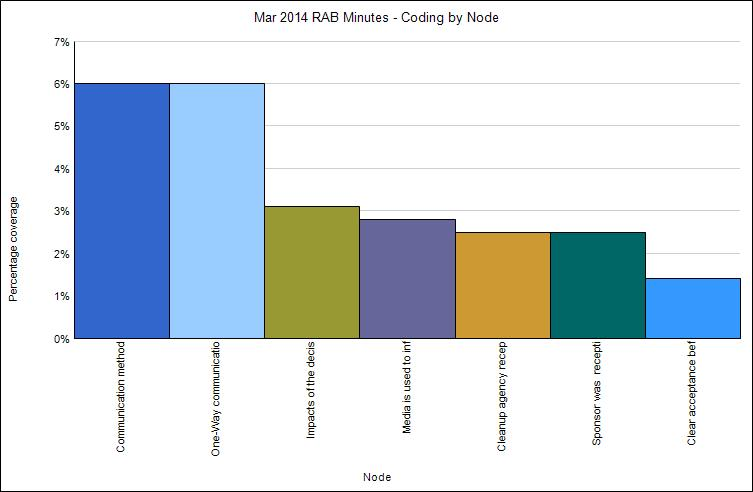 Mar 2014 RAB Minutes - Coding by Node
7%
6%
5%
4%
3%
2%
1%
0%
Percentage coverage
Communication method
One-Way communicatio
Impacts of the decis
Media is used to inf
Cleanup agency recep
Sponsor was  recepti
Clear acceptance bef
Node